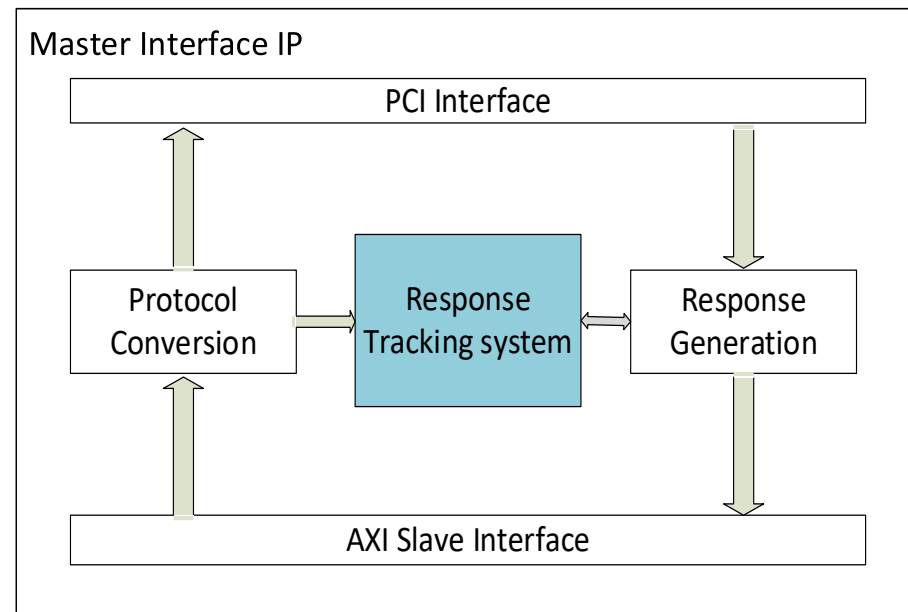 Master Interface IP
PCI Interface
Protocol
Conversion
Response
Tracking system
Response
Generation
AXI Slave Interface